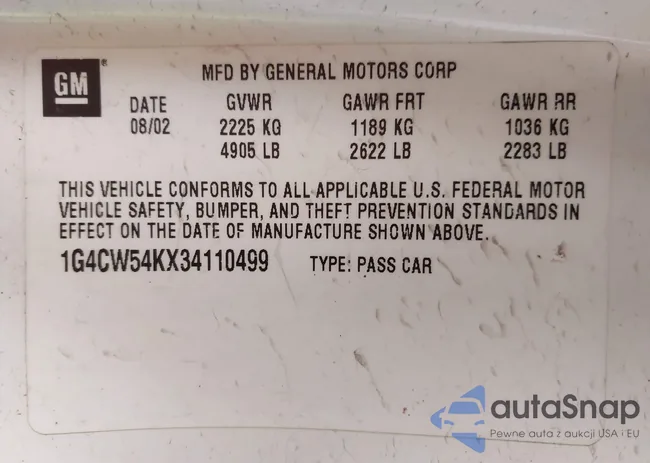 GM ®
MFD BY GENERAL MOTORS CORP
DATE GVWR GAWR FRT GAWR RR
08/02 2225 KG 1189 KG 1036 KG
4905 LB 2622 LB 2283 LB
THIS VEHICLE CONFORMS TO ALL APPLICABLE U.S. FEDERAL MOTOR
VEHICLE SAFETY, BUMPER, AND THEFT PREVENTION STANDARDS IN
EFFECT ON THE DATE OF MANUFACTURE SHOWN ABOVE.
1G4CW54KX34110499 TYPE: PASS CAR
autaSnap
Pewne auta z aukcji USA i EU